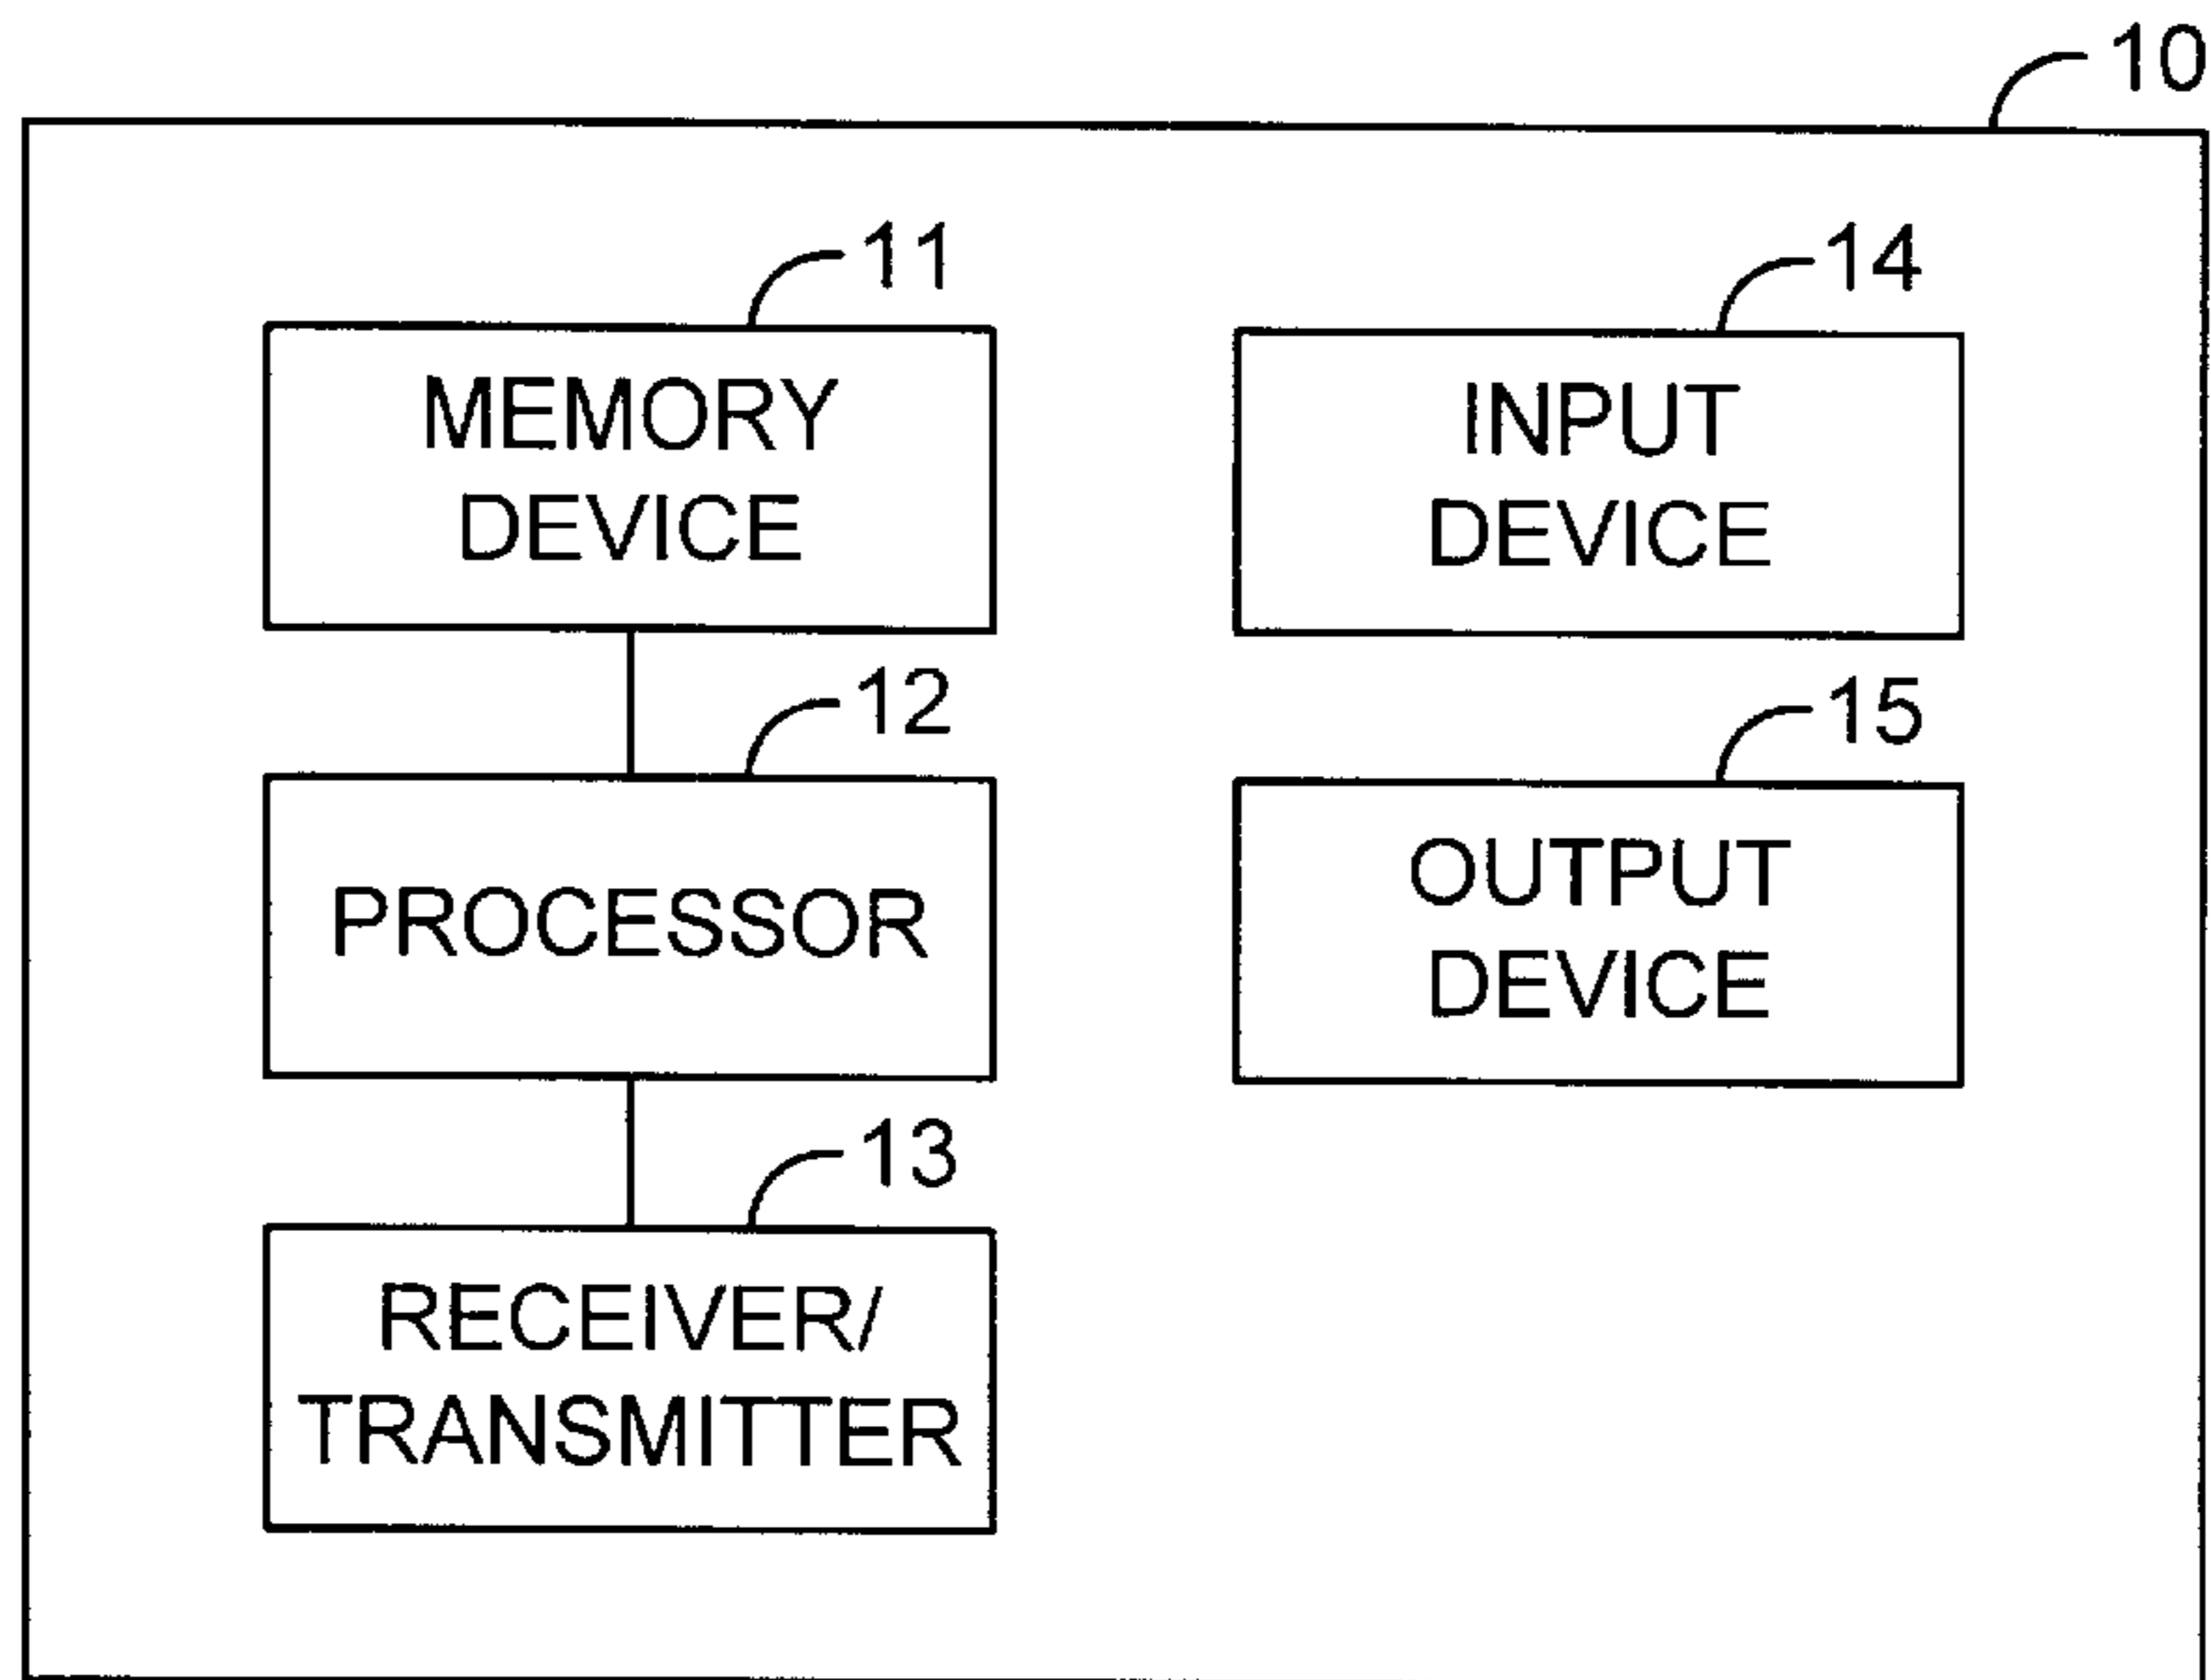 10
11
MEMORY
DEVICE
12
PROCESSOR
13
RECEIVER/
TRANSMITTER
14
INPUT
DEVICE
15
OUTPUT
DEVICE